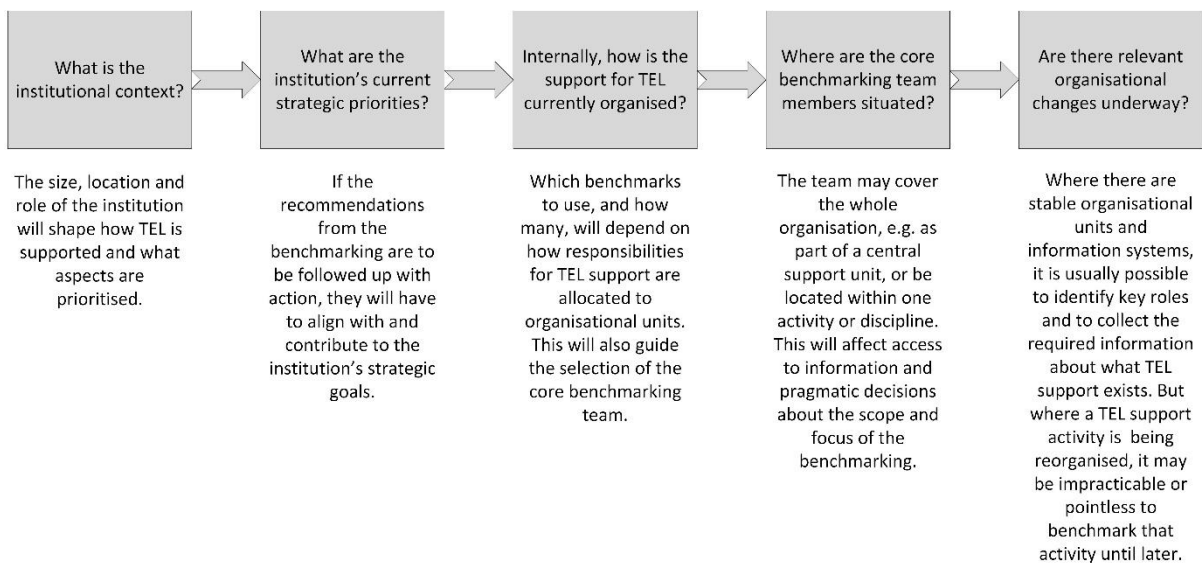 What is the
institutional context?
What are the
institution's current
strategic priorities?
Internally, how is the
support for TEL
currently organised?
Where are the core
benchmarking team
members situated?
Are there relevant
organisational
changes underway?
The size, location and
role of the institution
will shape how TEL is
supported and what
aspects are
prioritised.
If the
recommendations
from the
benchmarking are to
be followed up with
action, they will have
to align with and
contribute to the
institution's strategic
goals.
Which benchmarks
to use, and how
many, will depend on
how responsibilities
for TEL support are
allocated to
organisational units.
This will also guide
the selection of the
core benchmarking
team.
The team may cover
the whole
organisation, e.g. as
part of a central
support unit, or be
located within one
activity or discipline.
This will affect access
to information and
pragmatic decisions
about the scope and
focus of the
benchmarking.
Where there are
stable organisational
units and
information systems,
it is usually possible
to identify key roles
and to collect the
required information
about what TEL
support exists. But
where a TEL support
activity is being
reorganised, it may
be impracticable or
pointless to
benchmark that
activity until later.